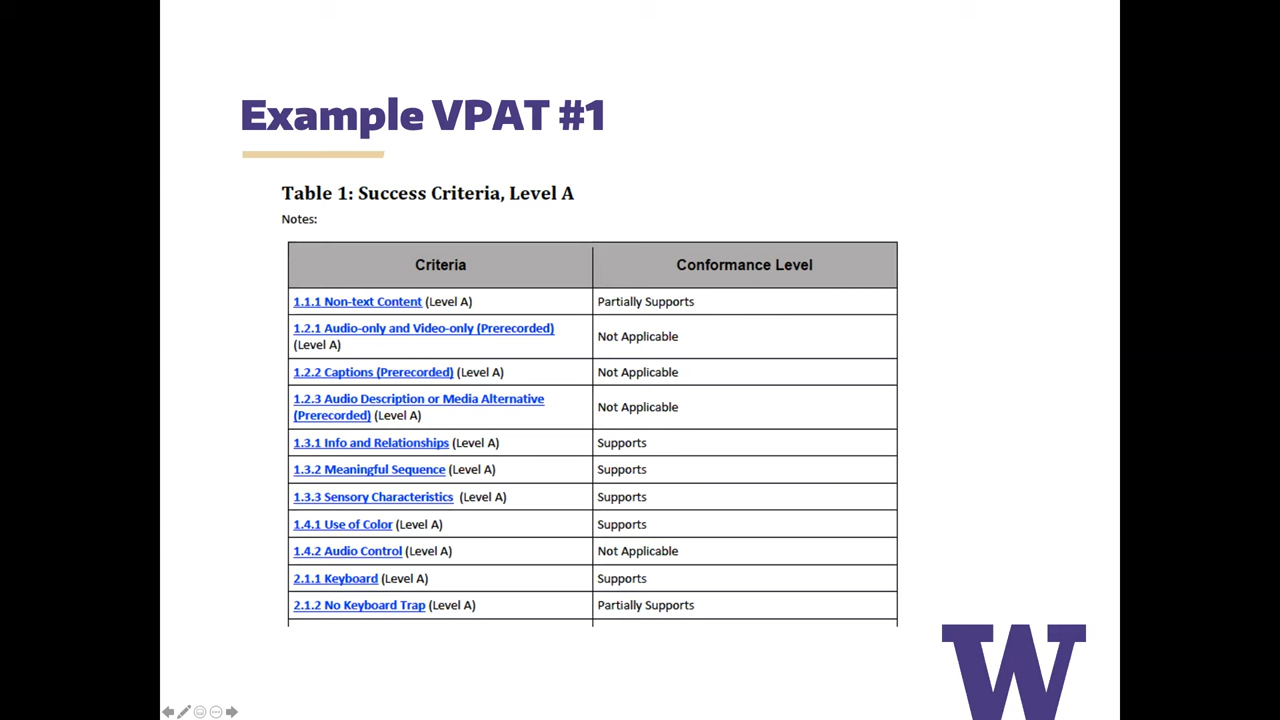 Example VPAT #1
Table 1: Success Criteria, Level A
Notes:
Criteria
Conformance Level
1.1.1 Non-text Content (Level A)
Partially Supports
1.2.1 Audio-only and Video-only (Prerecorded)
(Level A)
Not Applicable
1.2.2 Captions (Prerecorded) (Level A)
Not Applicable
1.2.3 Audio Description or Media Alternative
(Prerecorded) (Level A)
Not Applicable
1.3.1 Info and Relationships (Level A)
Supports
1.3.2 Meaningful Sequence (Level A)
Supports
1.3.3 Sensory Characteristics (Level A)
Supports
1.4.1 Use of Color (Level A)
Supports
1.4.2 Audio Control (Level A)
Not Applicable
2.1.1 Keyboard (Level A)
Supports
2.1.2 No Keyboard Trap (Level A)
Partially Supports
W